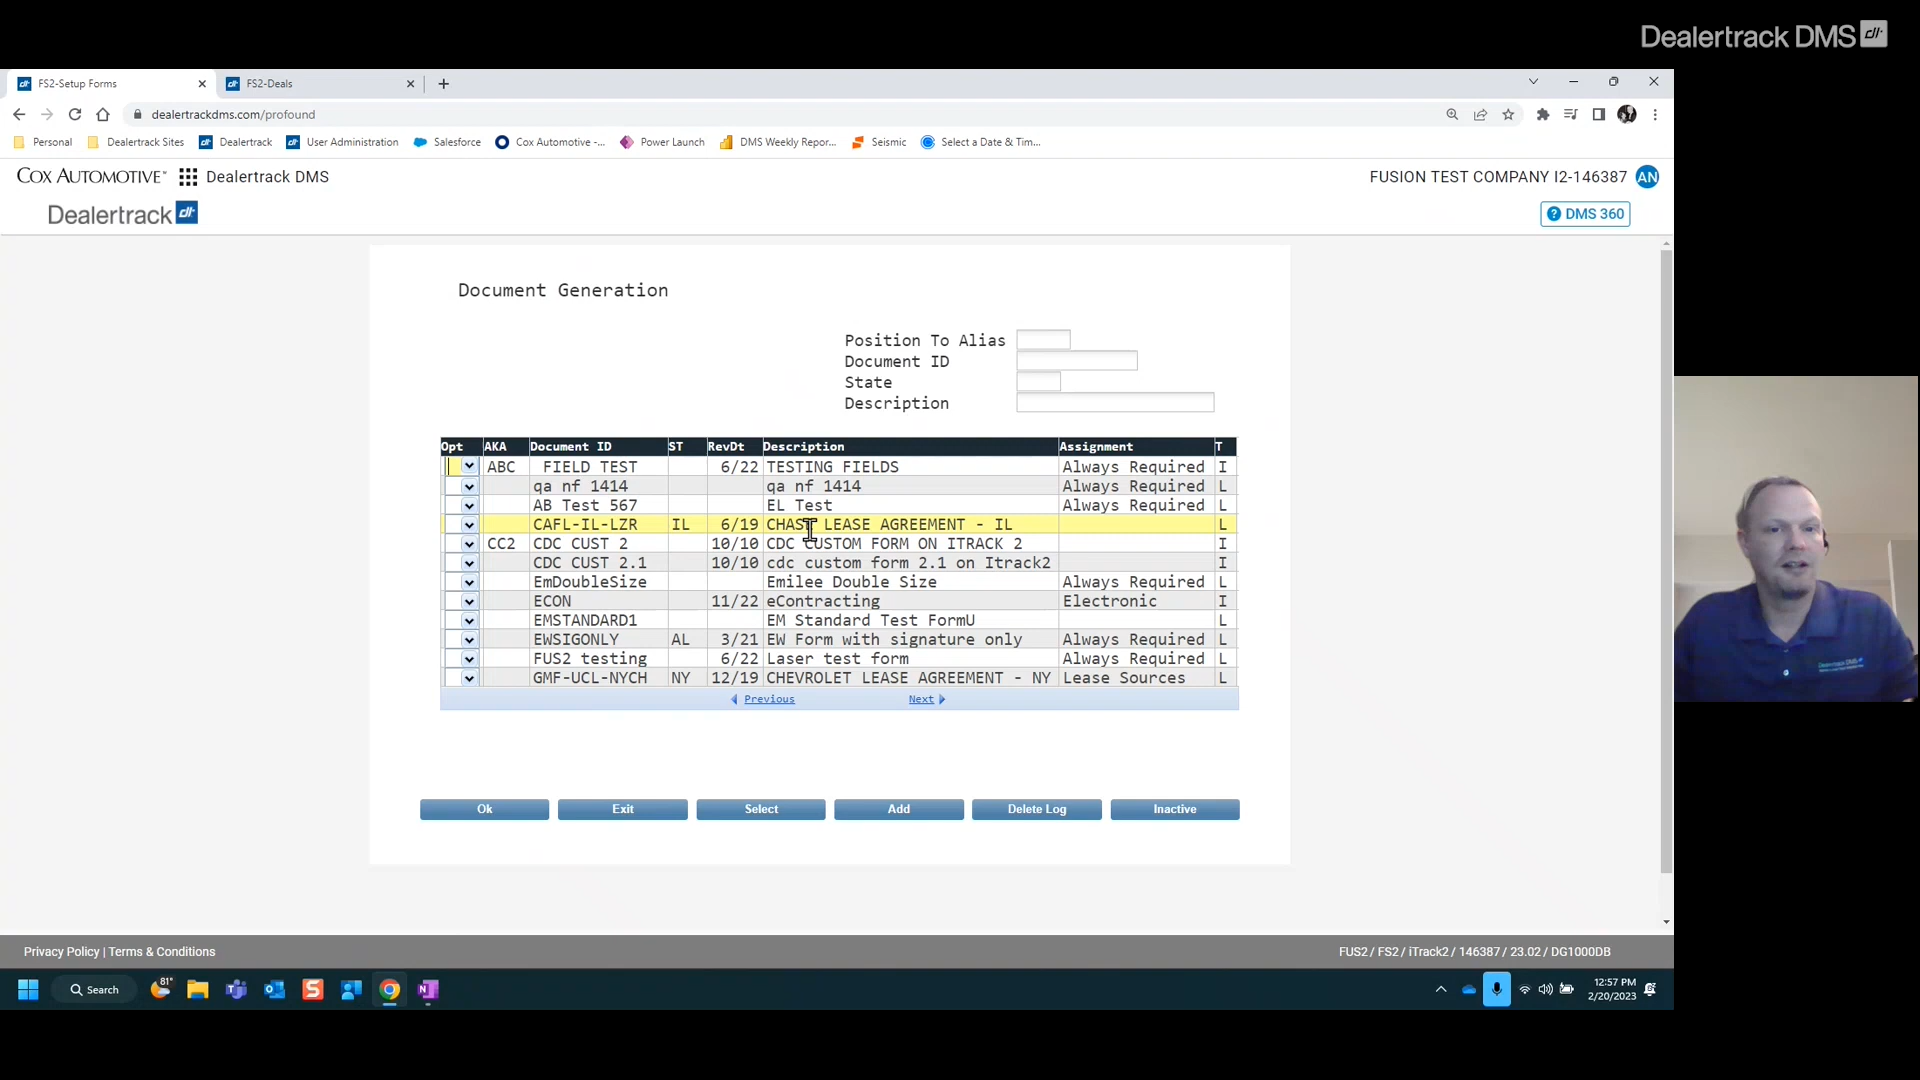 Dealertrack DMS dt
FS2-Setup Forms
FS2-Deals
dealertrackdms.com/profound
Personal
Dealertrack Sites
Dealertrack
User Administration
Salesforce
Cox Automotive -...
Power Launch
DMS Weekly Repor...
Seismic
Select a Date & Tim...
COX AUTOMOTIVE Dealertrack DMS
FUSION TEST COMPANY I2-146387 AN
Dealertrack dt
? DMS 360
Document Generation
Position To Alias
Document ID
State
Description
Opt AKA Document ID ST RevDt Description Assignment T
ABC FIELD TEST 6/22 TESTING FIELDS Always Required I
qa nf 1414 qa nf 1414 Always Required L
AB Test 567 EL Test Always Required L
CAFL-IL-LZR IL 6/19 CHASE LEASE AGREEMENT - IL L
CC2 CDC CUST 2 10/10 CDC CUSTOM FORM ON ITRACK 2 I
CDC CUST 2.1 10/10 cdc custom form 2.1 on Itrack2 I
EmDoubleSize Emilee Double Size Always Required L
ECON 11/22 eContracting Electronic I
EMSTANDARD1 EM Standard Test FormU L
EWSIGONLY AL 3/21 EW Form with signature only Always Required L
FUS2 testing 6/22 Laser test form Always Required L
GMF-UCL-NYCH NY 12/19 CHEVROLET LEASE AGREEMENT - NY Lease Sources L
Previous
Next
Ok
Exit
Select
Add
Delete Log
Inactive
Privacy Policy | Terms & Conditions
FUS2 / FS2 / iTrack2 / 146387 / 23.02 / DG1000DB
Search
81°
12:57 PM
2/20/2023